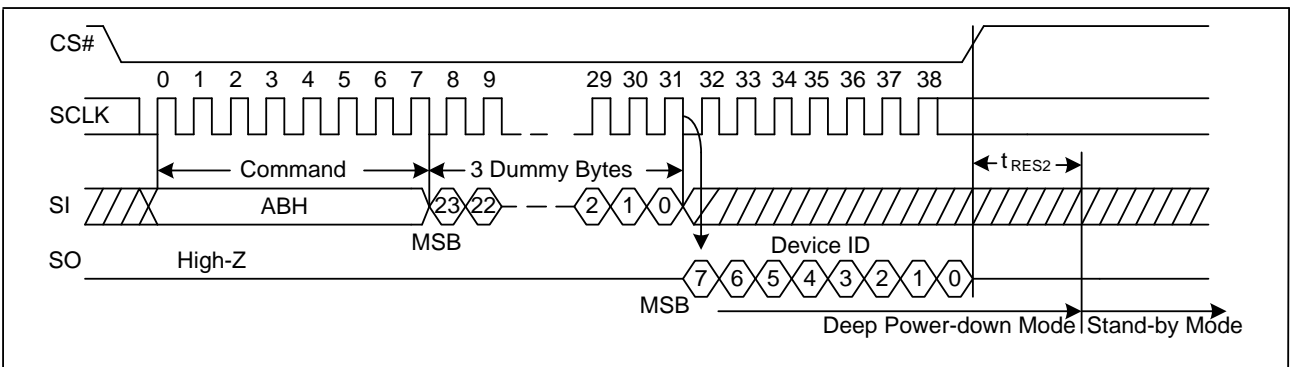 CS#
0 1 2 3 4 5 6 7 8 9 29 30 31 32 33 34 35 36 37 38
SCLK
Command 3 Dummy Bytes tRES2
SI ABH 23 22 2 1 0
MSB Device ID
SO High-Z
7 6 5 4 3 2 1 0
MSB
Deep Power-down Mode Stand-by Mode